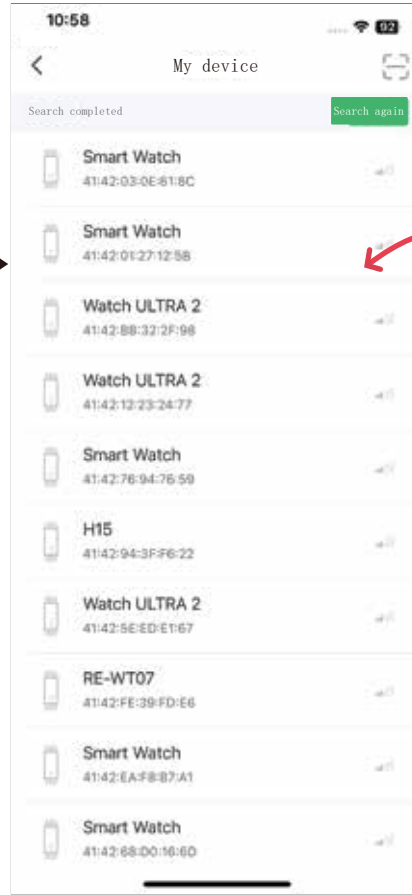 10:58
92
My device
Search completed
Search again
Smart Watch
41:42:03:0E:61:8C
Smart Watch
41:42:01:27:12:5B
Watch ULTRA 2
41:42:BB:32:2F:98
Watch ULTRA 2
41:42:12:23:24:77
Smart Watch
41:42:76:94:76:59
H15
41:42:94:3F:F6:22
Watch ULTRA 2
41:42:5E:ED:E1:67
RE-WT07
41:42:FE:39:FD:E6
Smart Watch
41:42:EA:F8:B7:A1
Smart Watch
41:42:68:D0:16:6D